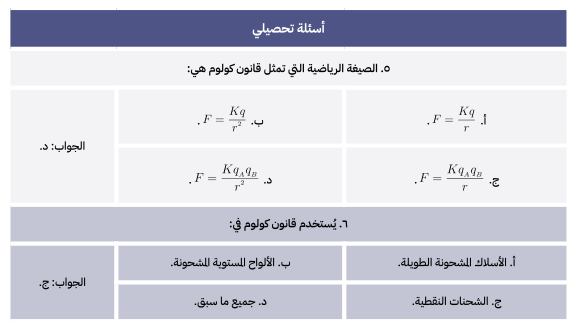 أسئلة تحصيلي
٥. الصيغة الرياضية التي تمثل قانون كولوم هي:
أ. F = Kq / r .
ب. F = Kq / r² .
ج. F = Kq_A q_B / r .
د. F = Kq_A q_B / r² .
الجواب: د.
٦. يُستخدم قانون كولوم في:
أ. الأسلاك المشحونة الطويلة.
ب. الألواح المستوية المشحونة.
ج. الشحنات النقطية.
د. جميع ما سبق.
الجواب: ج.